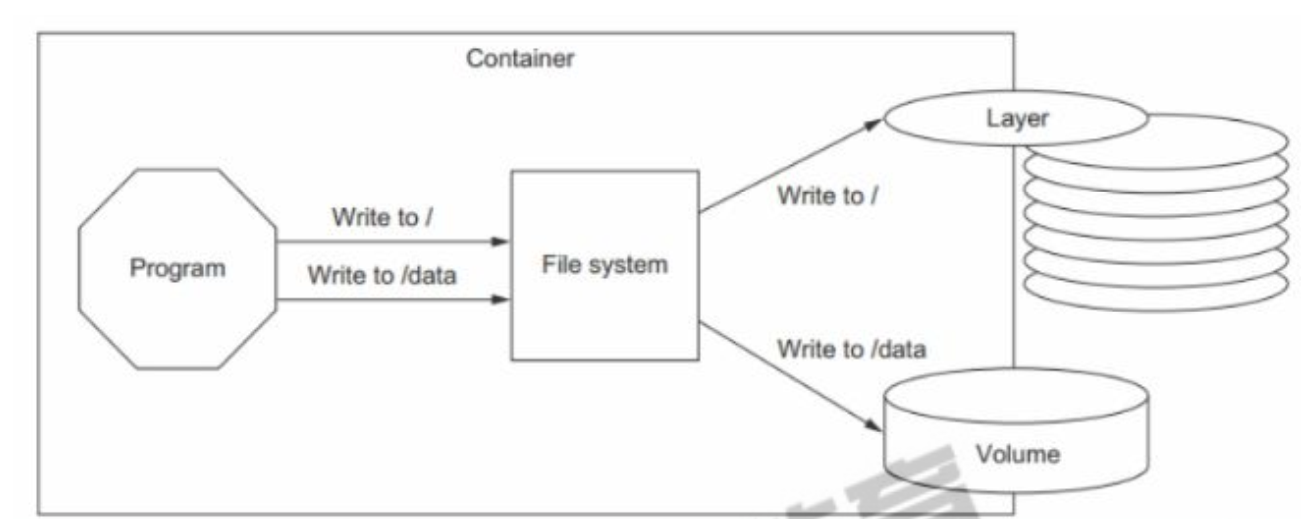 Container
Layer
Write to /
Write to /
Program
File system
Write to /data
Write to /data
Volume